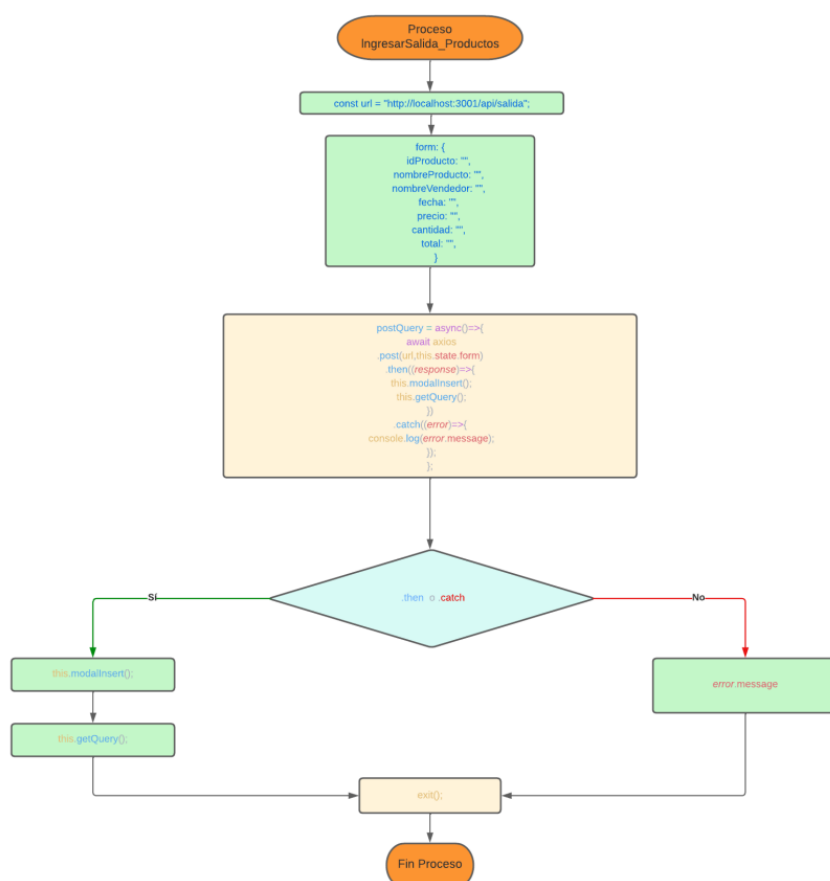 Proceso
IngresarSalida_Productos
const url = "http://localhost:3001/api/salida";
form: {
idProducto: "",
nombreProducto: "",
nombreVendedor: "",
fecha: "",
precio: "",
cantidad: "",
total: "",
}
postQuery = async()=>{
await axios
.post(url,this.state.form)
.then((response)=>{
this.modalInsert();
this.getQuery();
})
.catch((error)=>{
console.log(error.message);
});
};
.then o .catch
Sí
No
this.modalInsert();
error.message
this.getQuery();
exit();
Fin Proceso